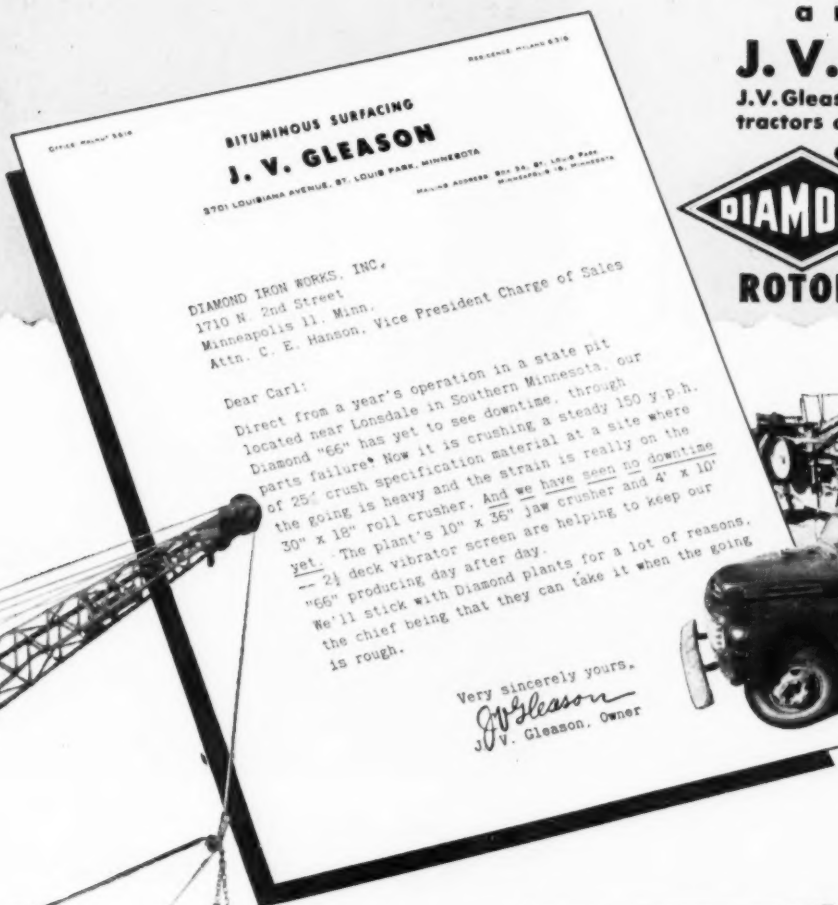 a
J. V.
J.V.Gleas
tractors
DIAMO
ROTO
OFFICE WALNUT 5016
RESIDENCE HYLAND 6316
BITUMINOUS SURFACING
J. V. GLEASON
3701 LOUISIANA AVENUE, ST. LOUIS PARK, MINNESOTA
MAILING ADDRESS BOX 34, ST. LOUIS PARK
MINNEAPOLIS 16, MINNESOTA
DIAMOND IRON WORKS, INC.
1710 N. 2nd Street
Minneapolis 11, Minn.
Attn. C. E. Hanson, Vice President Charge of Sales
Dear Carl:
Direct from a year's operation in a state pit
located near Lonsdale in Southern Minnesota, our
Diamond "66" has yet to see downtime, through
parts failure! Now it is crushing a steady 150 y.p.h.
of 25% crush specification material at a site where
the going is heavy and the strain is really on the
30" x 18" roll crusher. And we have seen no downtime
yet. The plant's 10" x 36" jaw crusher and 4' x 10'
-- 2½ deck vibrator screen are helping to keep our
"66" producing day after day.
We'll stick with Diamond plants for a lot of reasons,
the chief being that they can take it when the going
is rough.
Very sincerely yours,
J V Gleason
J. V. Gleason, Owner